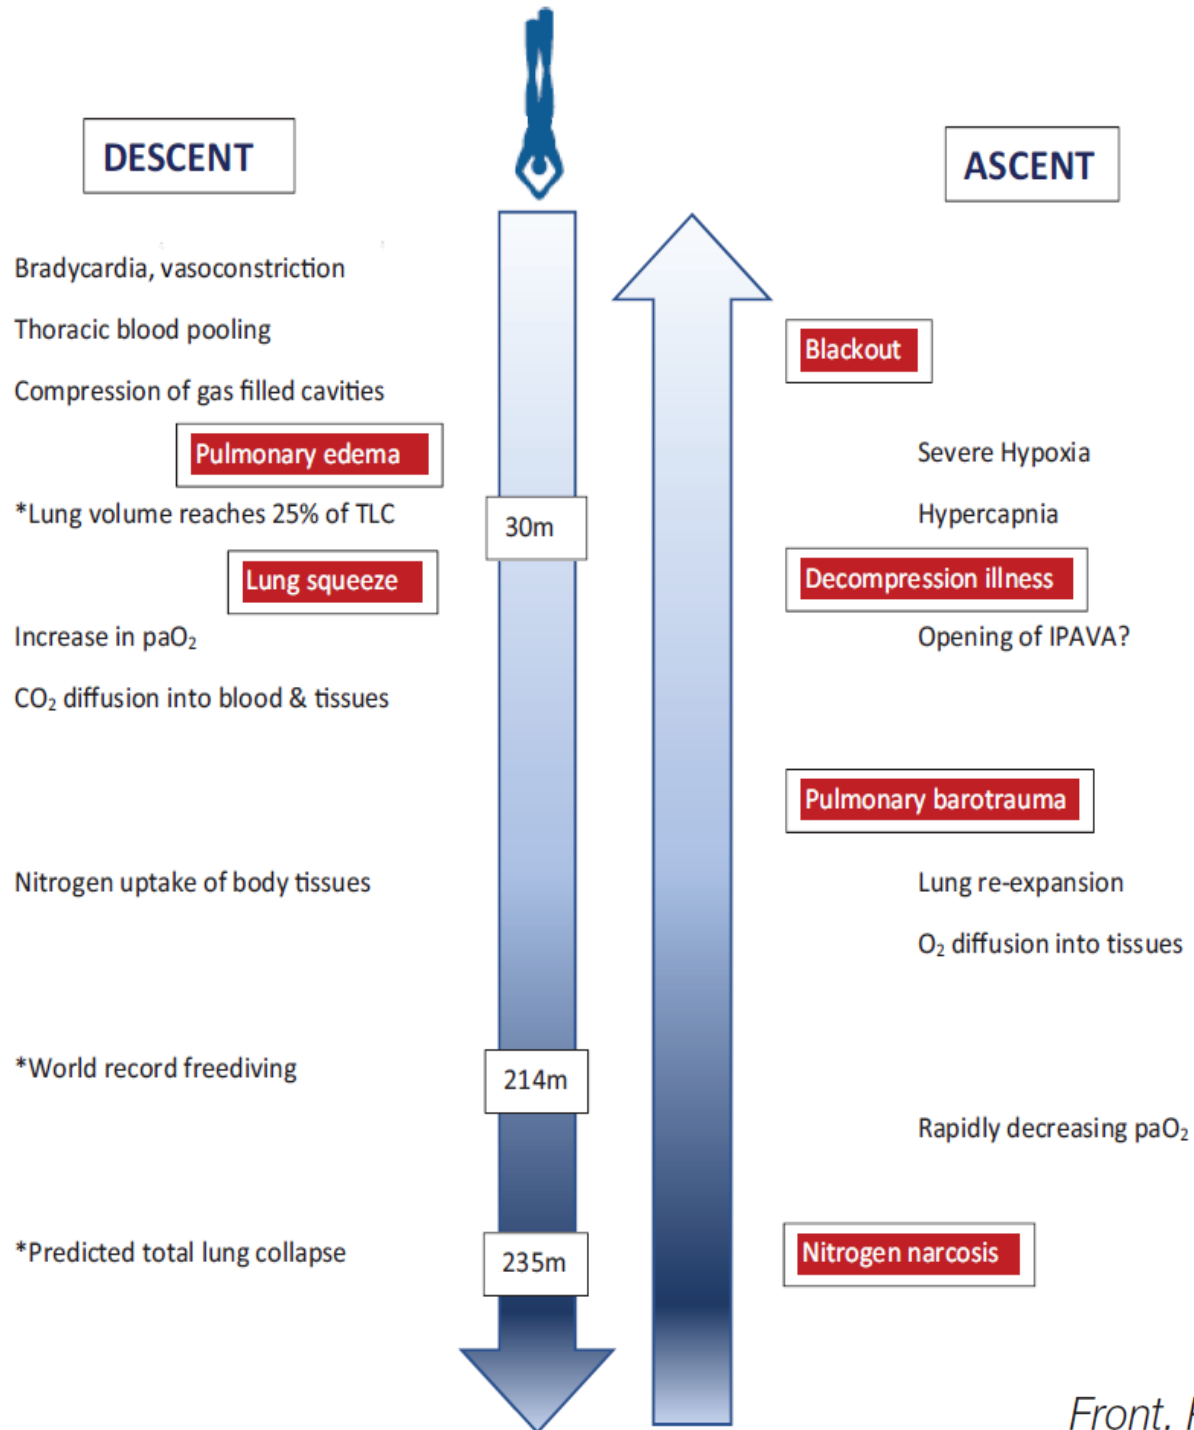 DESCENT
ASCENT
Bradycardia, vasoconstriction
Thoracic blood pooling
Blackout
Compression of gas filled cavities
Pulmonary edema
Severe Hypoxia
*Lung volume reaches 25% of TLC
30m
Hypercapnia
Lung squeeze
Decompression illness
Increase in paO₂
Opening of IPAVA?
CO₂ diffusion into blood & tissues
Pulmonary barotrauma
Nitrogen uptake of body tissues
Lung re-expansion
O₂ diffusion into tissues
*World record freediving
214m
Rapidly decreasing paO₂
*Predicted total lung collapse
235m
Nitrogen narcosis
Front.